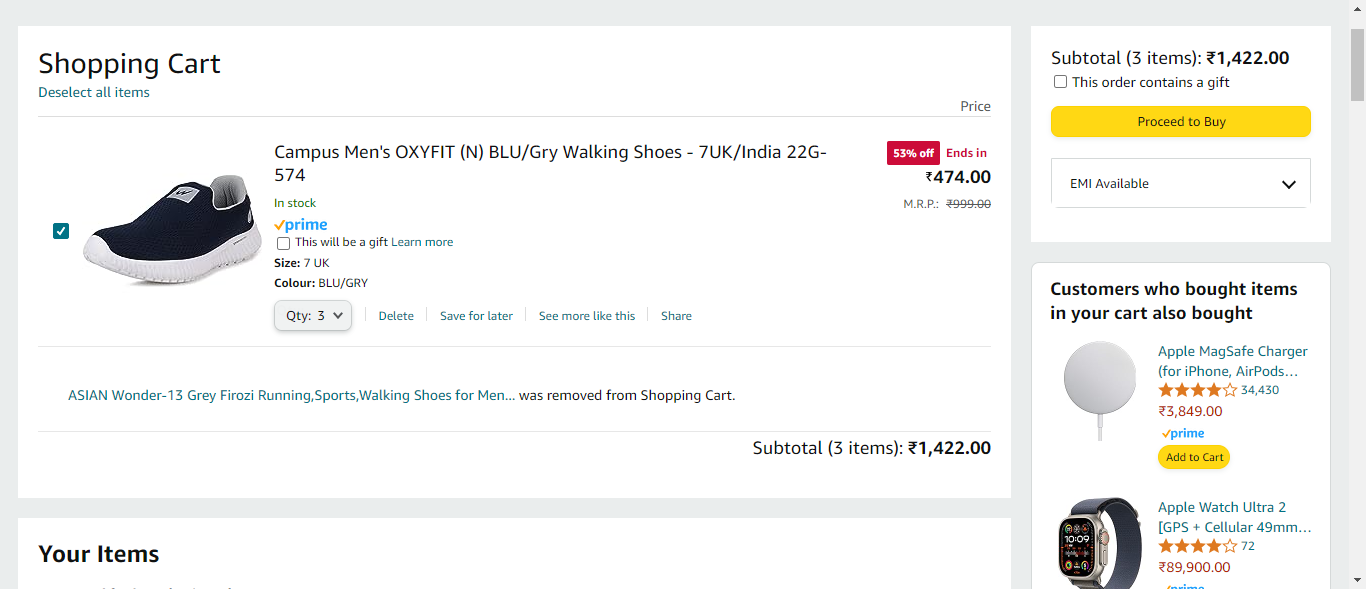 Shopping Cart
Deselect all items
Price
Campus Men's OXYFIT (N) BLU/Gry Walking Shoes - 7UK/India 22G-
574
53% off Ends in
₹474.00
M.R.P.: ₹999.00
In stock
prime
This will be a gift Learn more
Size: 7 UK
Colour: BLU/GRY
Qty: 3
Delete
Save for later
See more like this
Share
ASIAN Wonder-13 Grey Firozi Running,Sports,Walking Shoes for Men... was removed from Shopping Cart.
Subtotal (3 items): ₹1,422.00
Your Items
Subtotal (3 items): ₹1,422.00
This order contains a gift
Proceed to Buy
EMI Available
Customers who bought items
in your cart also bought
Apple MagSafe Charger
(for iPhone, AirPods...
34,430
₹3,849.00
prime
Add to Cart
Apple Watch Ultra 2
[GPS + Cellular 49mm...
72
₹89,900.00
prime
10:09